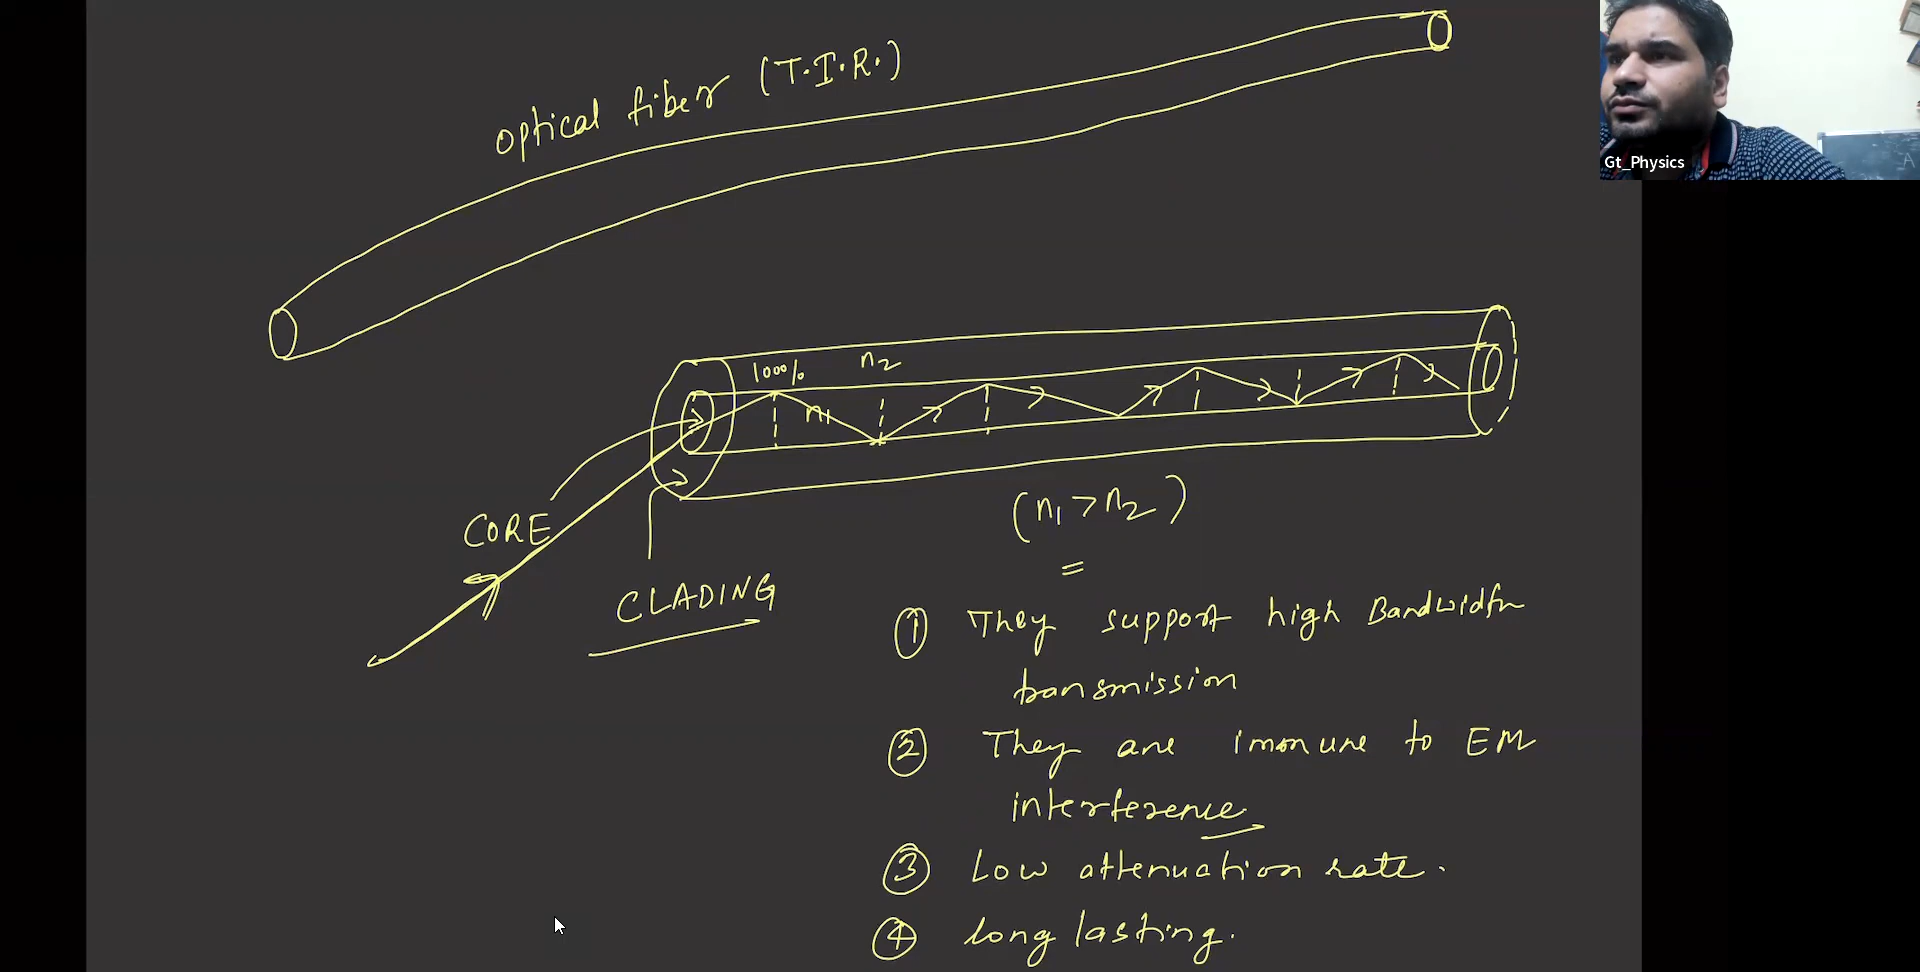 optical fiber (T.I.R.)
Gt_Physics
A
100% n2
n1
CORE
(n1 > n2)
=
CLADING
① They support high Bandwidth
transmission
② They are immune to EM
interference
③ Low attenuation rate.
④ long lasting.